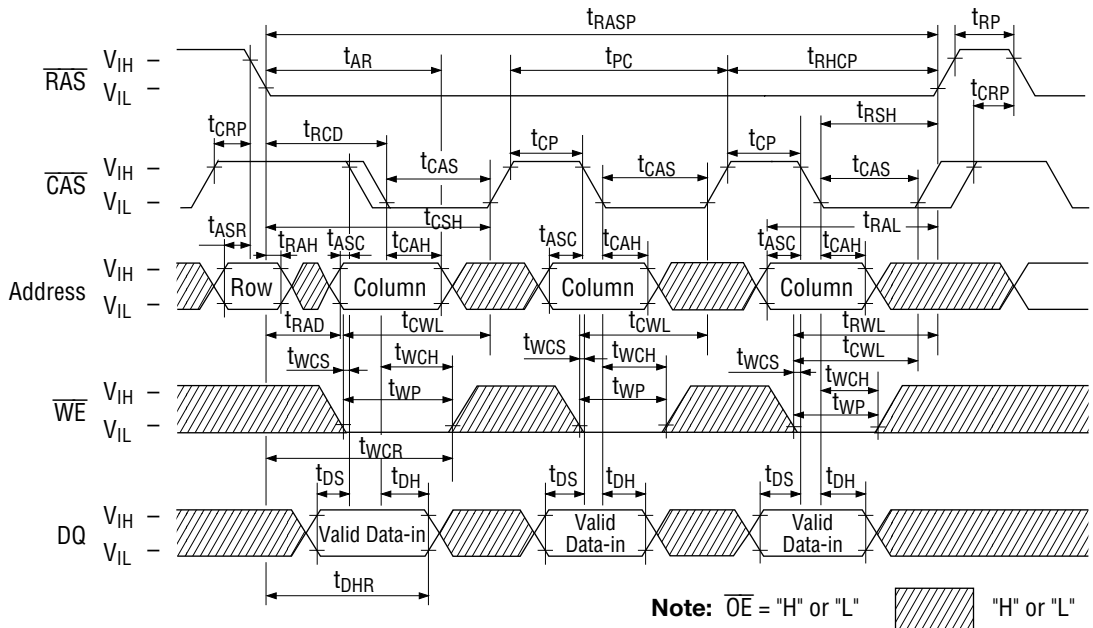 tRASP
tRP
tAR
tPC
tRHCP
RAS
VIH
VIL
tCRP
tRCD
tRSH
tCRP
CAS
VIH
VIL
tCAS
tCP
tCAS
tCP
tCAS
tCSH
tRAL
tASR
tRAH
tASC
tCAH
tASC
tCAH
tASC
tCAH
Address
VIH
VIL
Row
Column
Column
Column
tRAD
tCWL
tCWL
tRWL
tCWL
tWCS
tWCH
tWCS
tWCH
tWCS
tWCH
WE
VIH
VIL
tWP
tWP
tWP
tWCR
tDS
tDH
tDS
tDH
tDS
tDH
DQ
VIH
VIL
Valid Data-in
Valid
Data-in
Valid
Data-in
tDHR
Note: OE = "H" or "L"
"H" or "L"